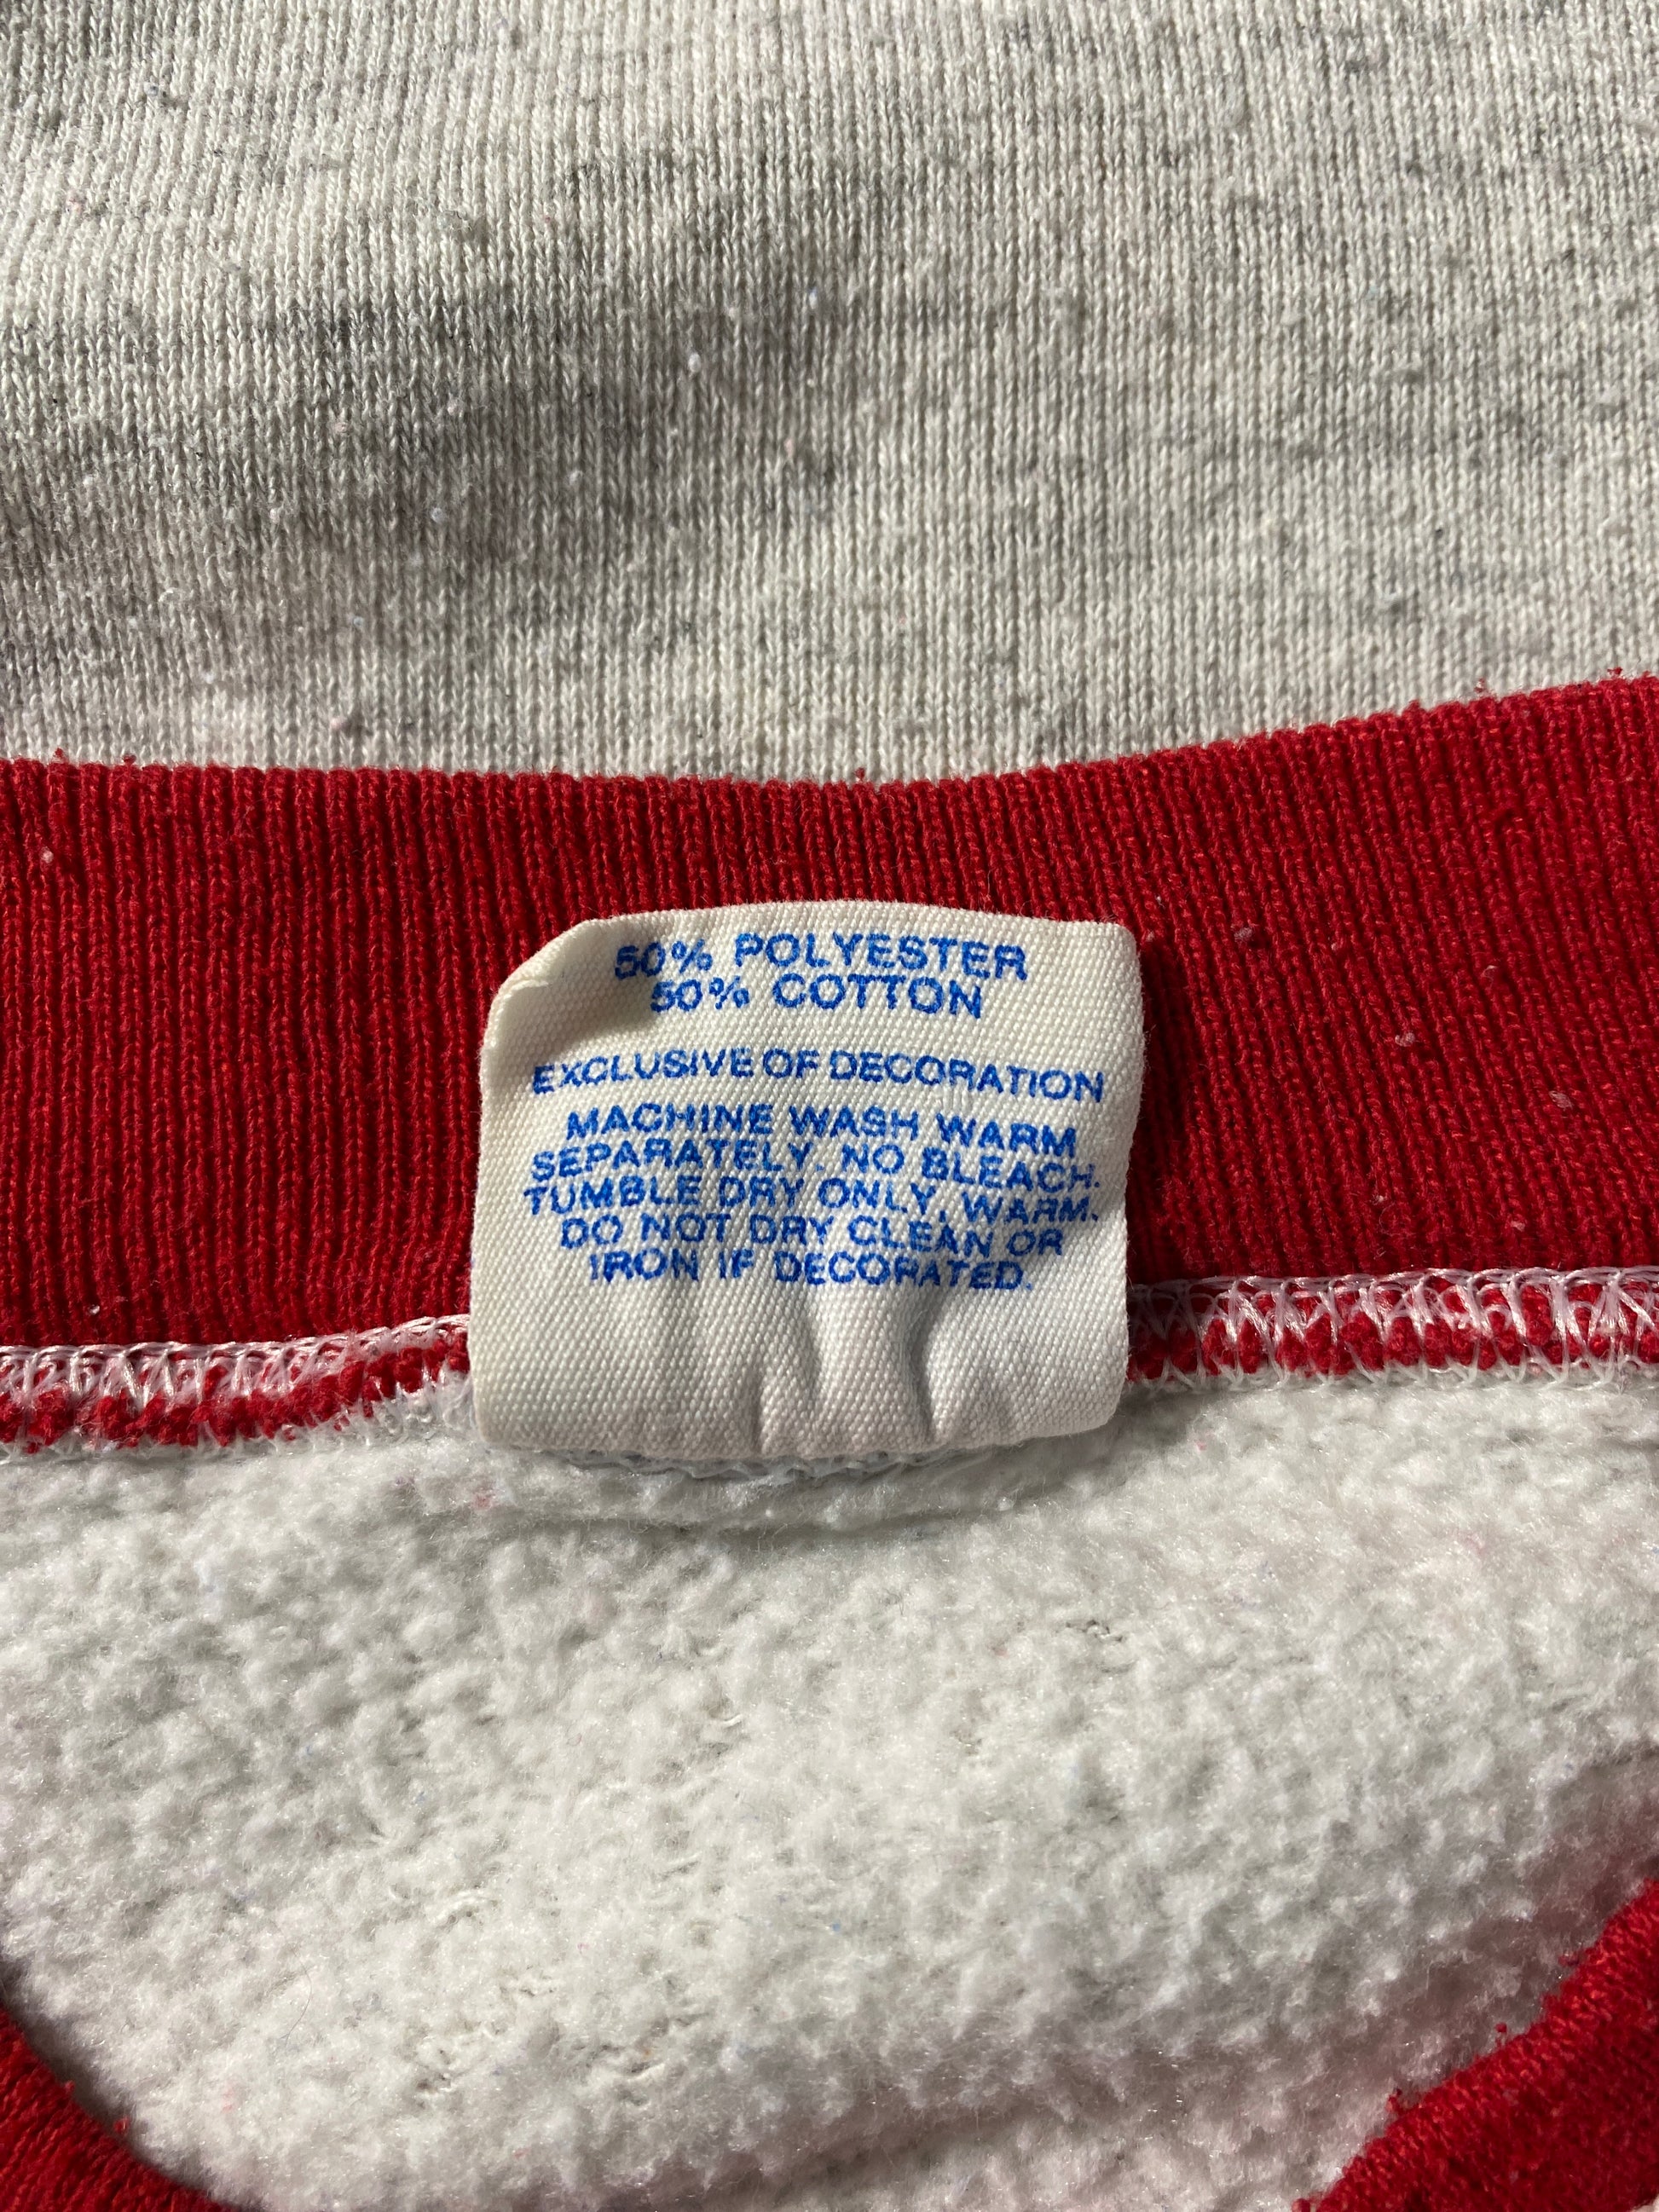 50% POLYESTER
50% COTTON
EXCLUSIVE OF DECORATION
MACHINE WASH WARM
SEPARATELY. NO BLEACH.
TUMBLE DRY ONLY, WARM.
DO NOT DRY CLEAN OR
IRON IF DECORATED.